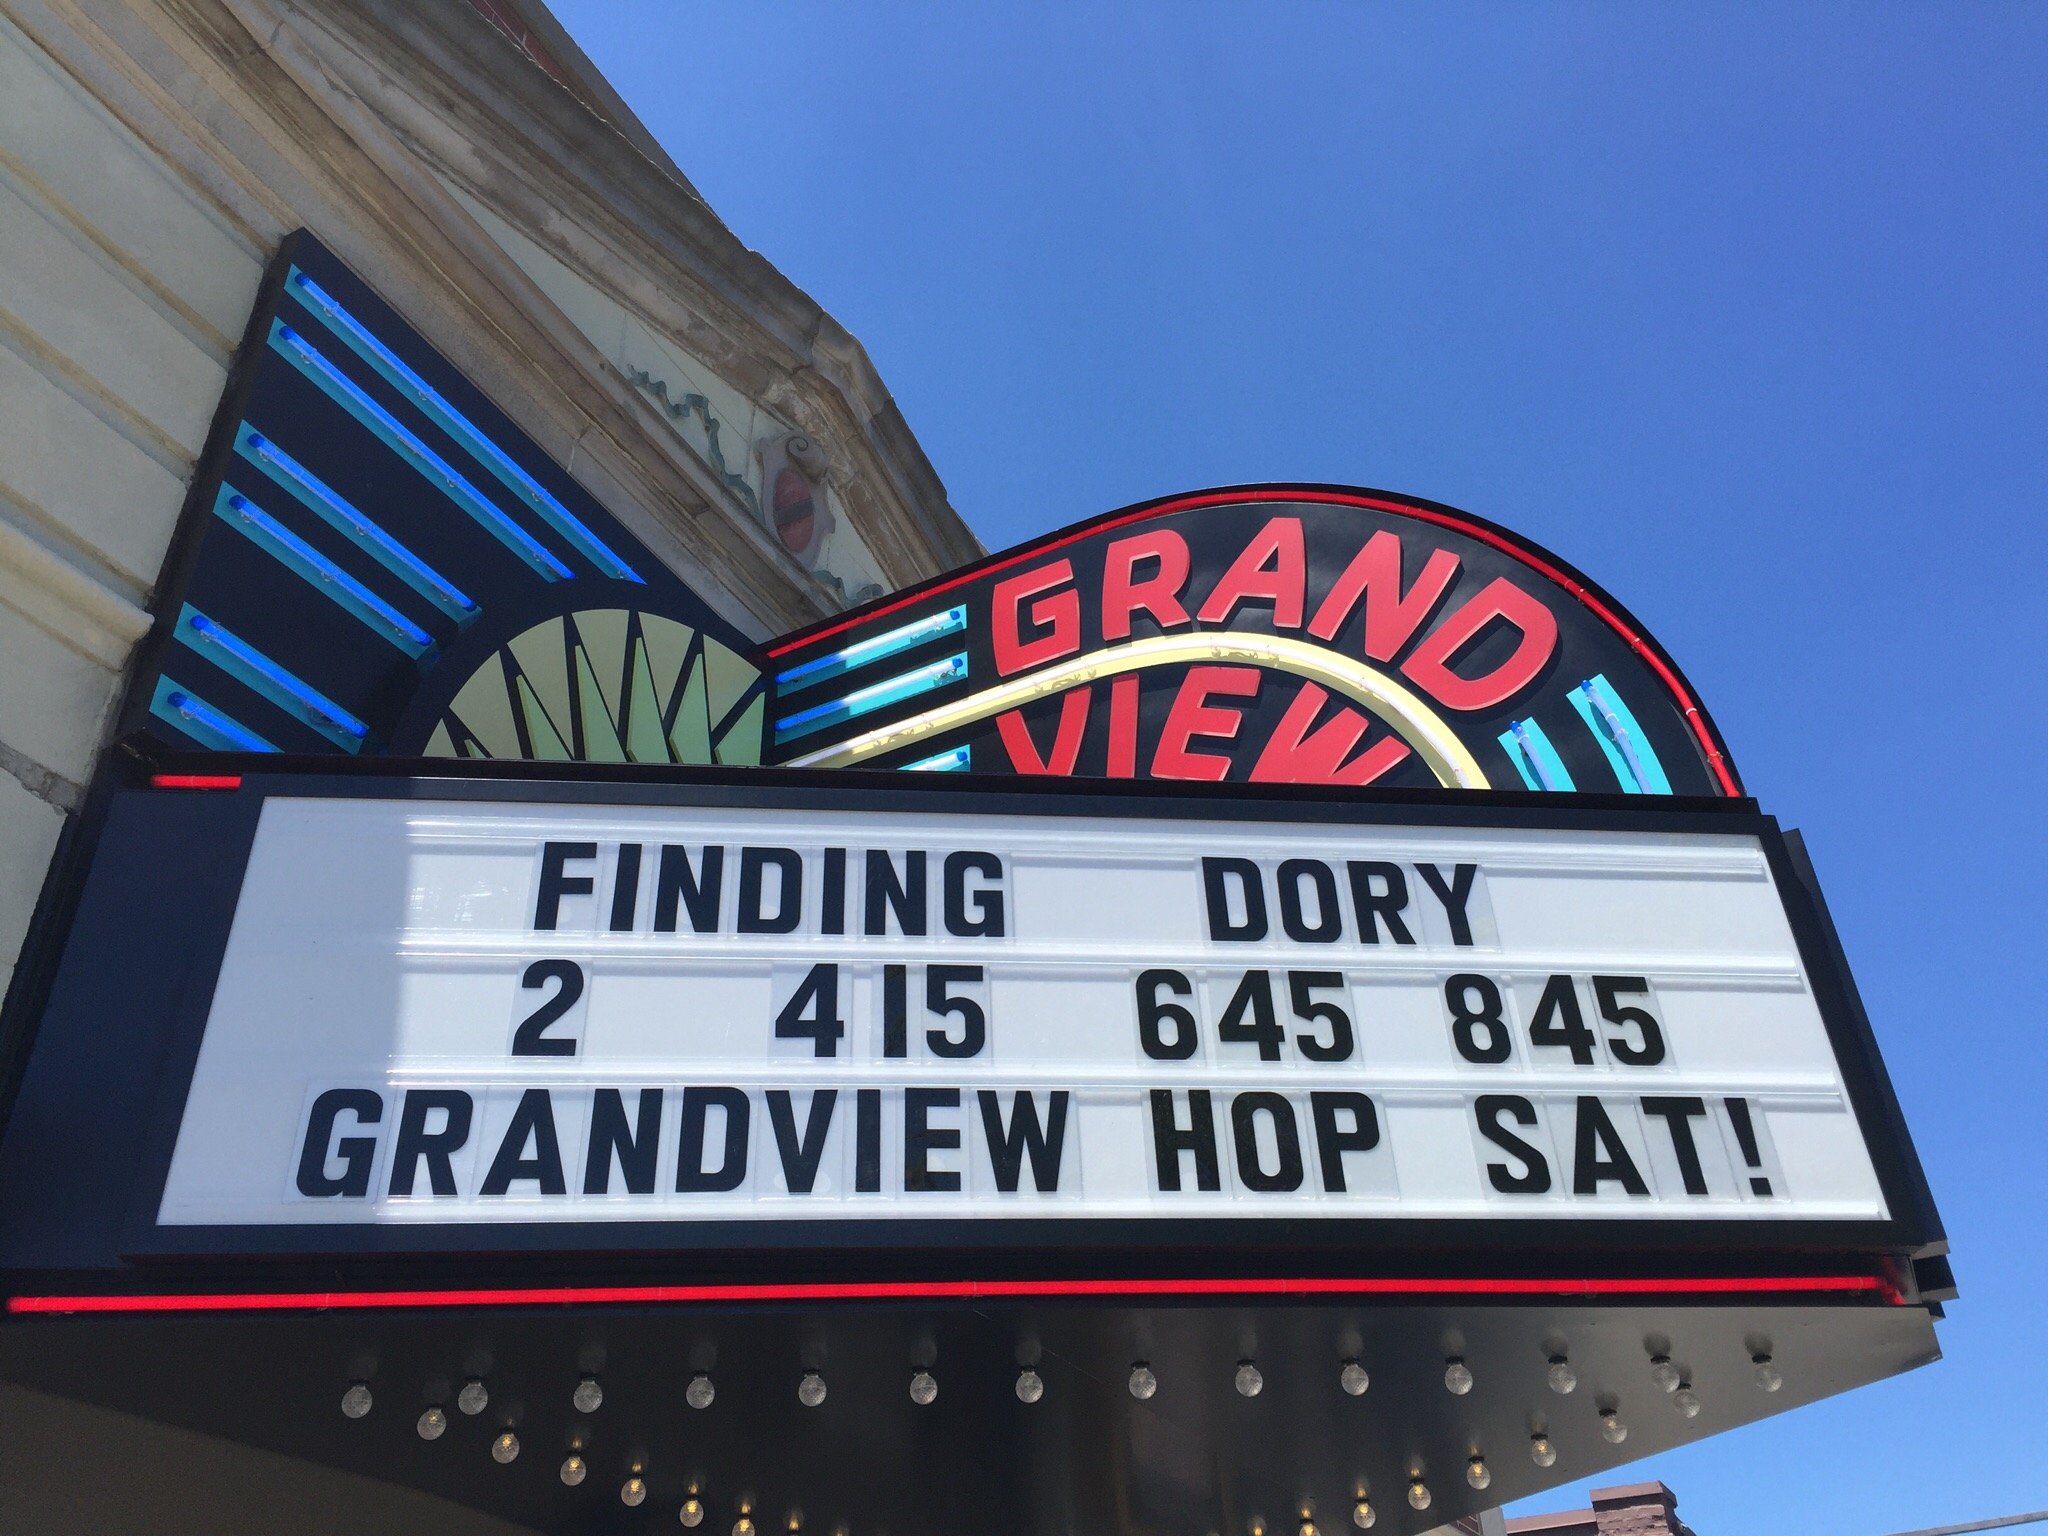 GRAND
VIEW
FINDING DORY
2 415 645 845
GRANDVIEW HOP SAT!